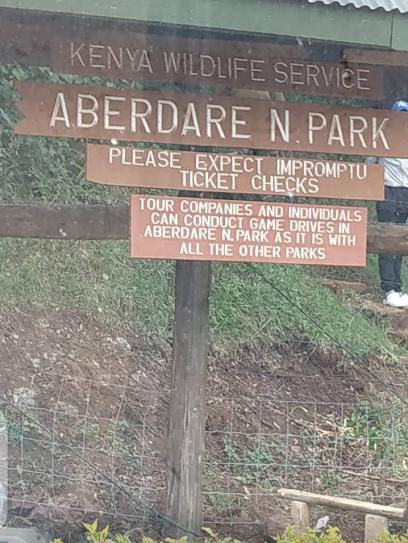 KENYA WILDLIFE SERVICE
ABERDARE N. PARK
PLEASE EXPECT IMPROMPTU
TICKET CHECKS
TOUR COMPANIES AND INDIVIDUALS
CAN CONDUCT GAME DRIVES IN
ABERDARE N.PARK AS IT IS WITH
ALL THE OTHER PARKS